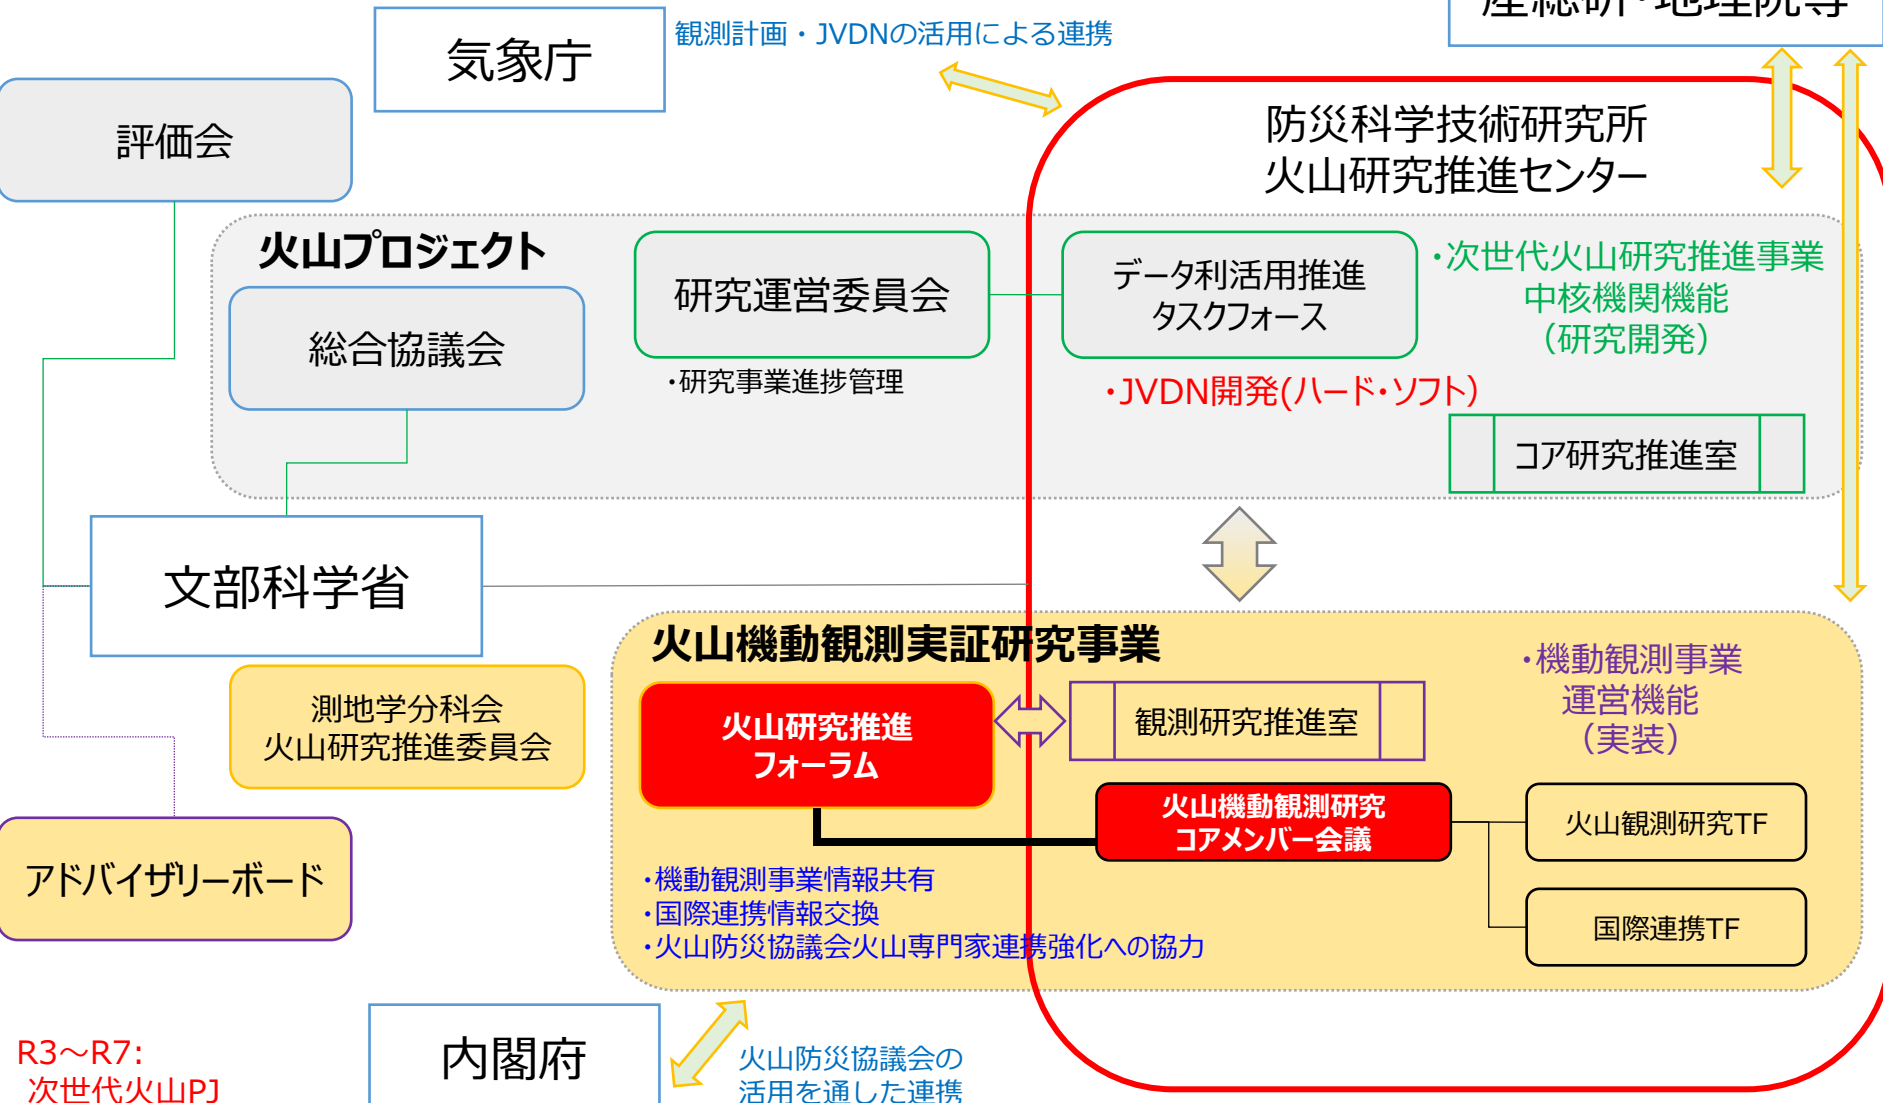 産総研・地理院等
気象庁
観測計画・JVDNの活用による連携
評価会
防災科学技術研究所
火山研究推進センター
火山プロジェクト
総合協議会
研究運営委員会
・研究事業進捗管理
データ利活用推進
タスクフォース
・次世代火山研究推進事業
中核機関機能
（研究開発）
・JVDN開発(ハード・ソフト）
コア研究推進室
文部科学省
測地学分科会
火山研究推進委員会
アドバイザリーボード
火山機動観測実証研究事業
火山研究推進
フォーラム
観測研究推進室
・機動観測事業
運営機能
（実装）
火山機動観測研究
コアメンバー会議
火山観測研究TF
国際連携TF
・機動観測事業情報共有
・国際連携情報交換
・火山防災協議会火山専門家連携強化への協力
R3～R7:
次世代火山PJ
内閣府
火山防災協議会の
活用を通した連携